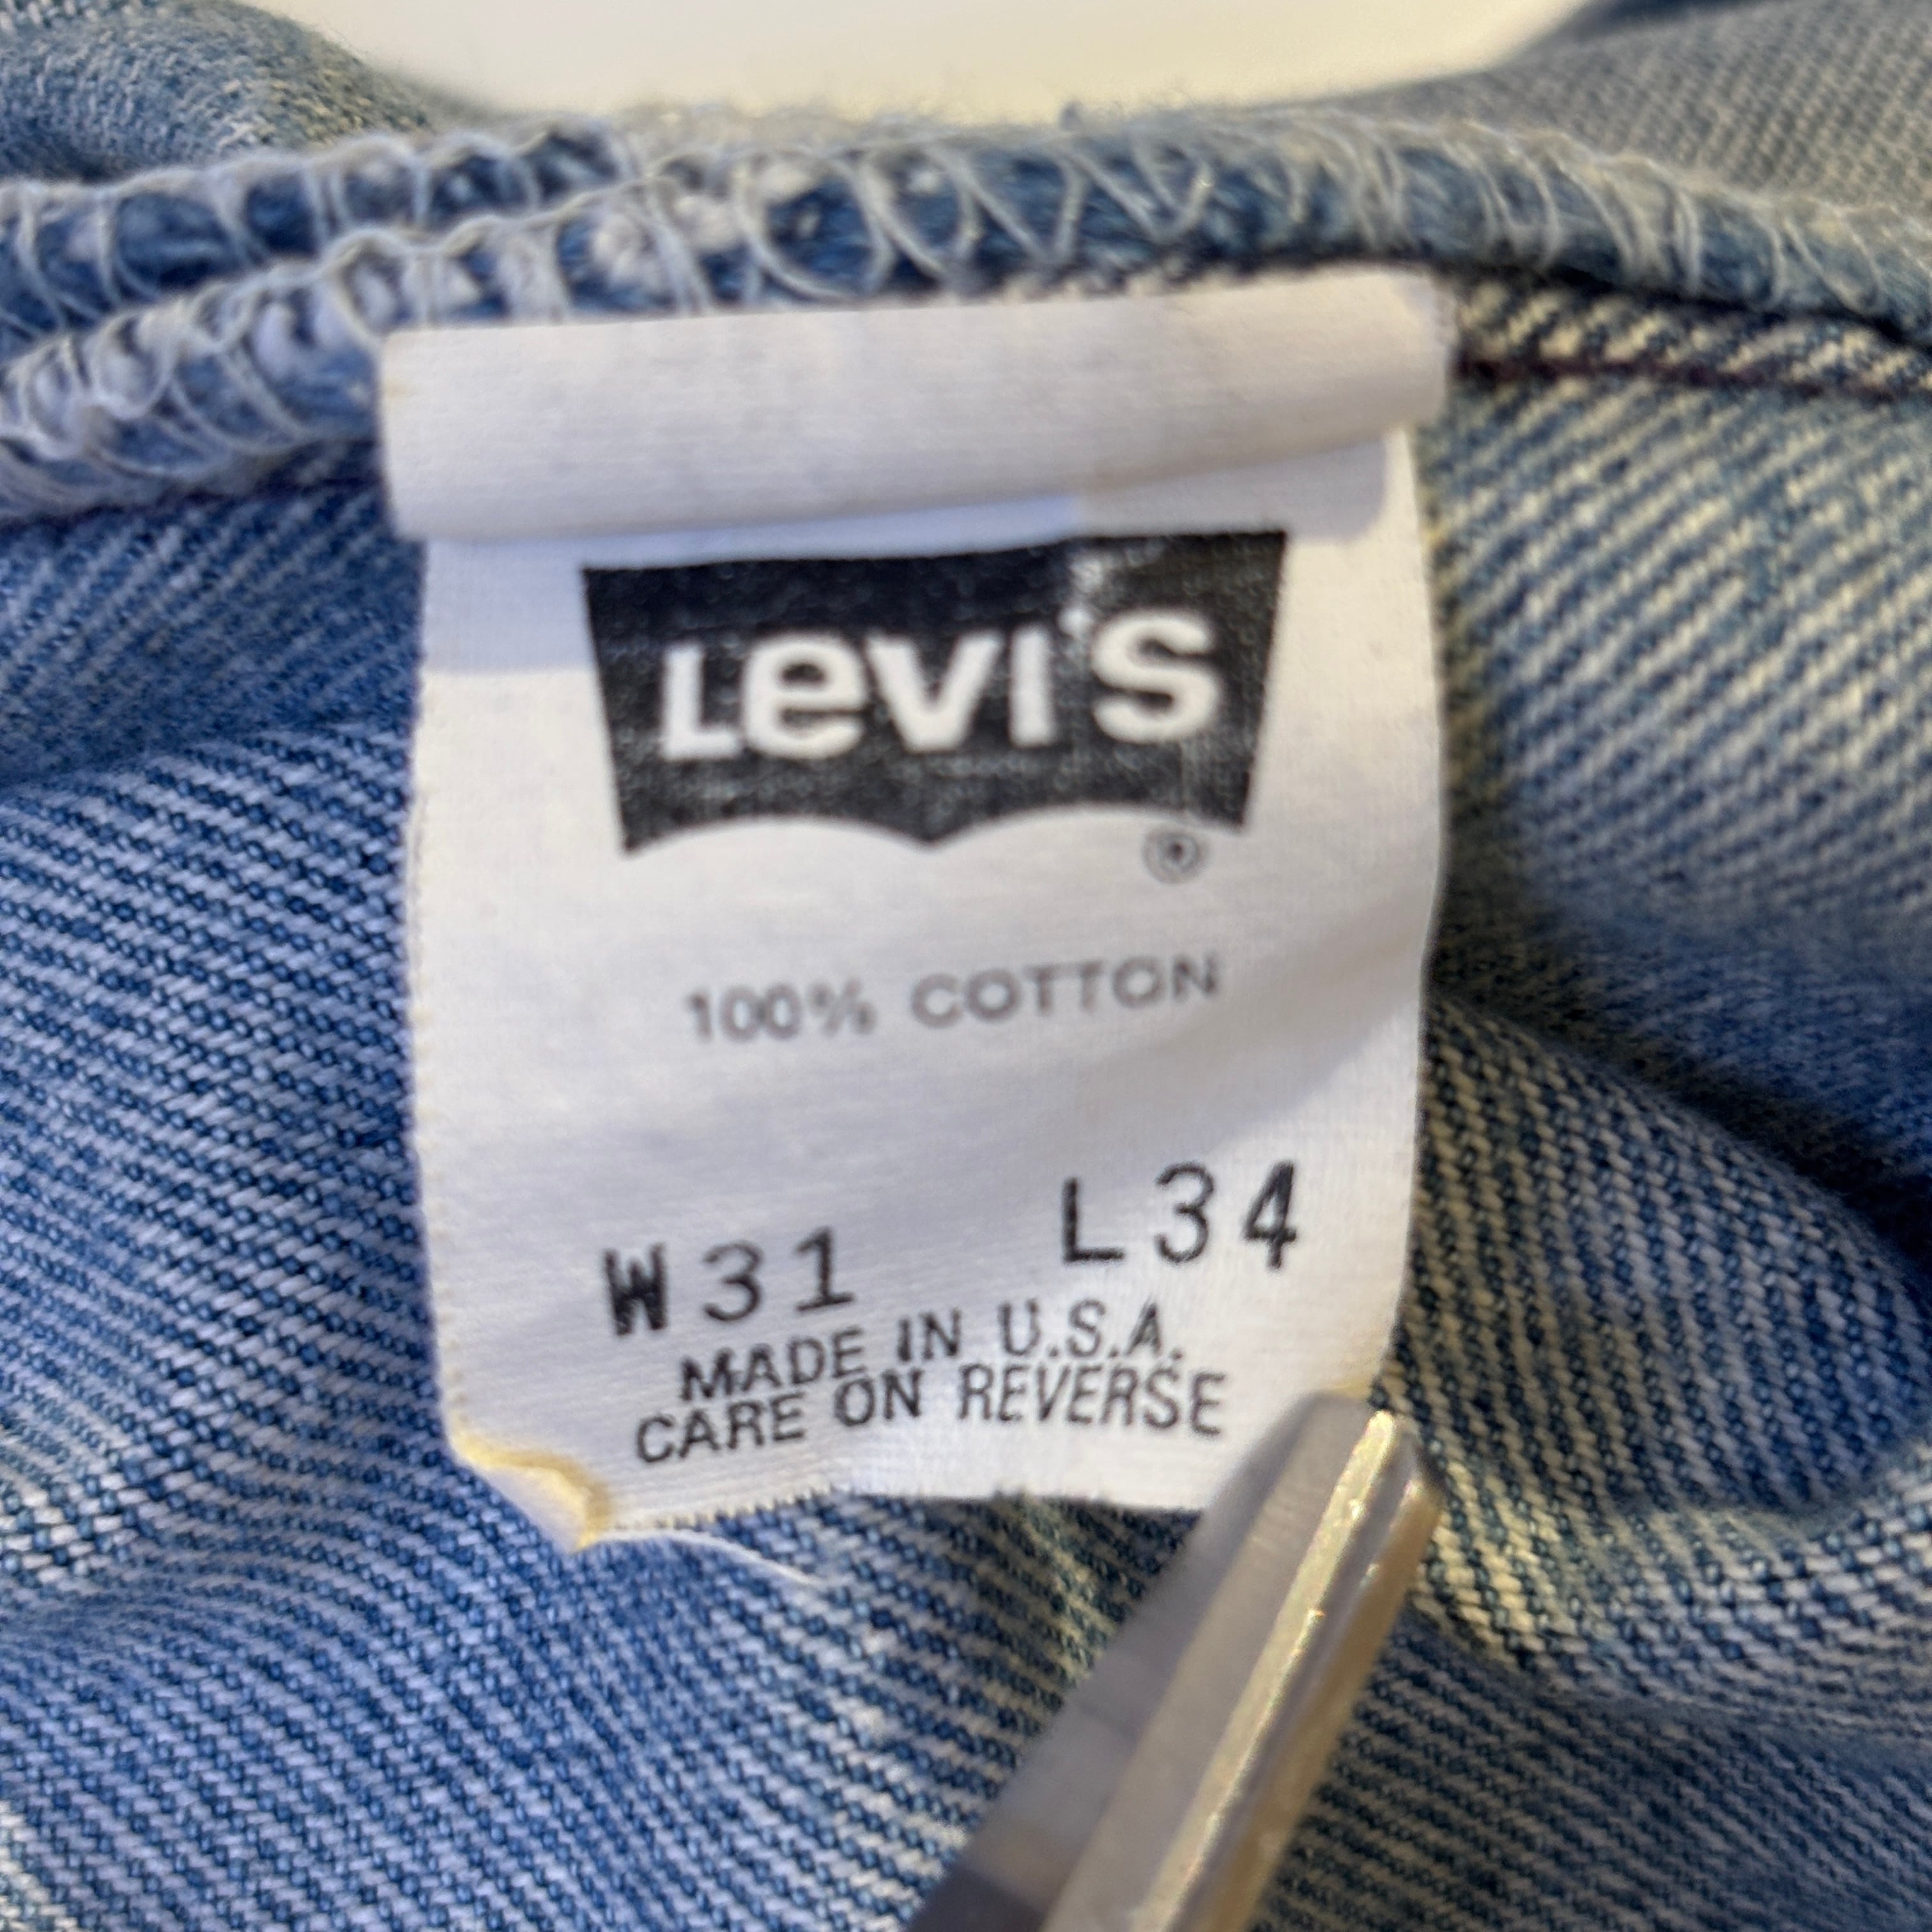 Levi's
®
100% COTTON
W31 L34
MADE IN U.S.A.
CARE ON REVERSE